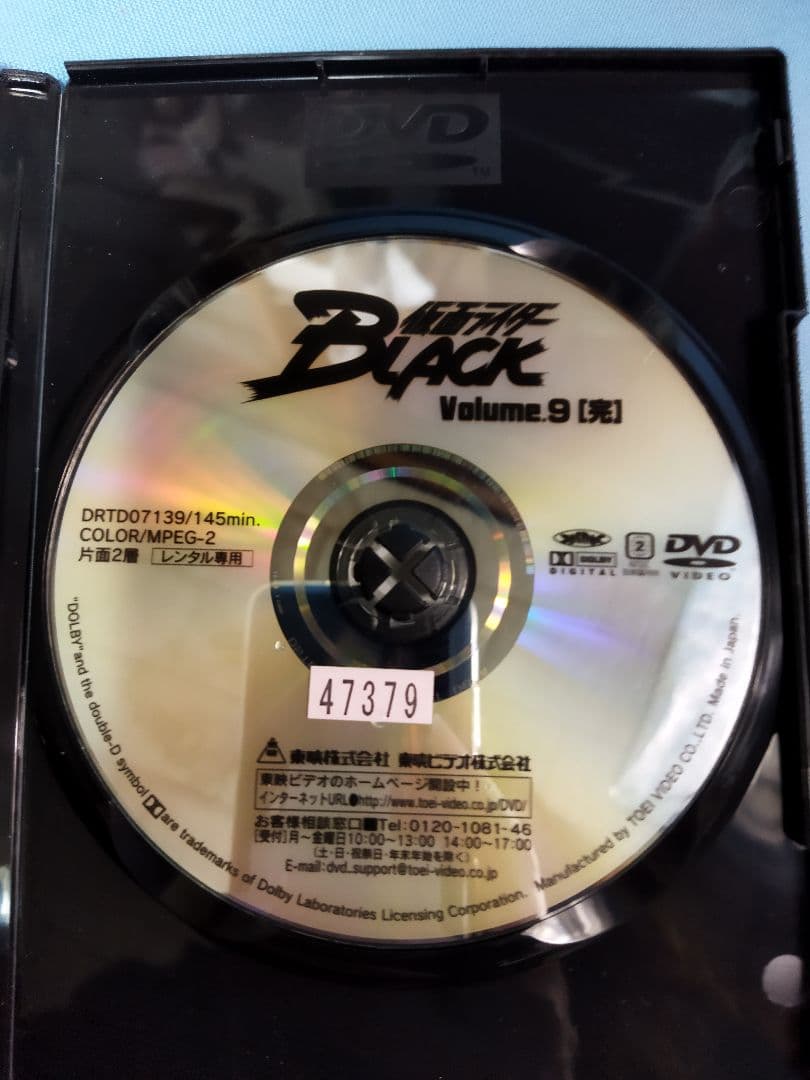 DVD
TM
仮面ライダー
BLACK
Volume.9 [完]
DRTD07139/145min.
COLOR/MPEG-2
片面2層 レンタル専用
DOLBY
DIGITAL
2
DVD
VIDEO
47379
東映株式会社 東映ビデオ株式会社
東映ビデオのホームページ開設中!
インターネットURL●http://www.toei-video.co.jp/DVD/
お客様相談窓口■Tel:0120-1081-46
[受付]月~金曜日10:00~13:00 14:00~17:00
(土・日・祝祭日・年末年始を除く)
E-mail:dvd_support@toei-video.co.jp
"DOLBY" and the double-D symbol are trademarks of Dolby Laboratories Licensing Corporation. Manufactured by TOEI VIDEO CO.,LTD. Made in Japan.